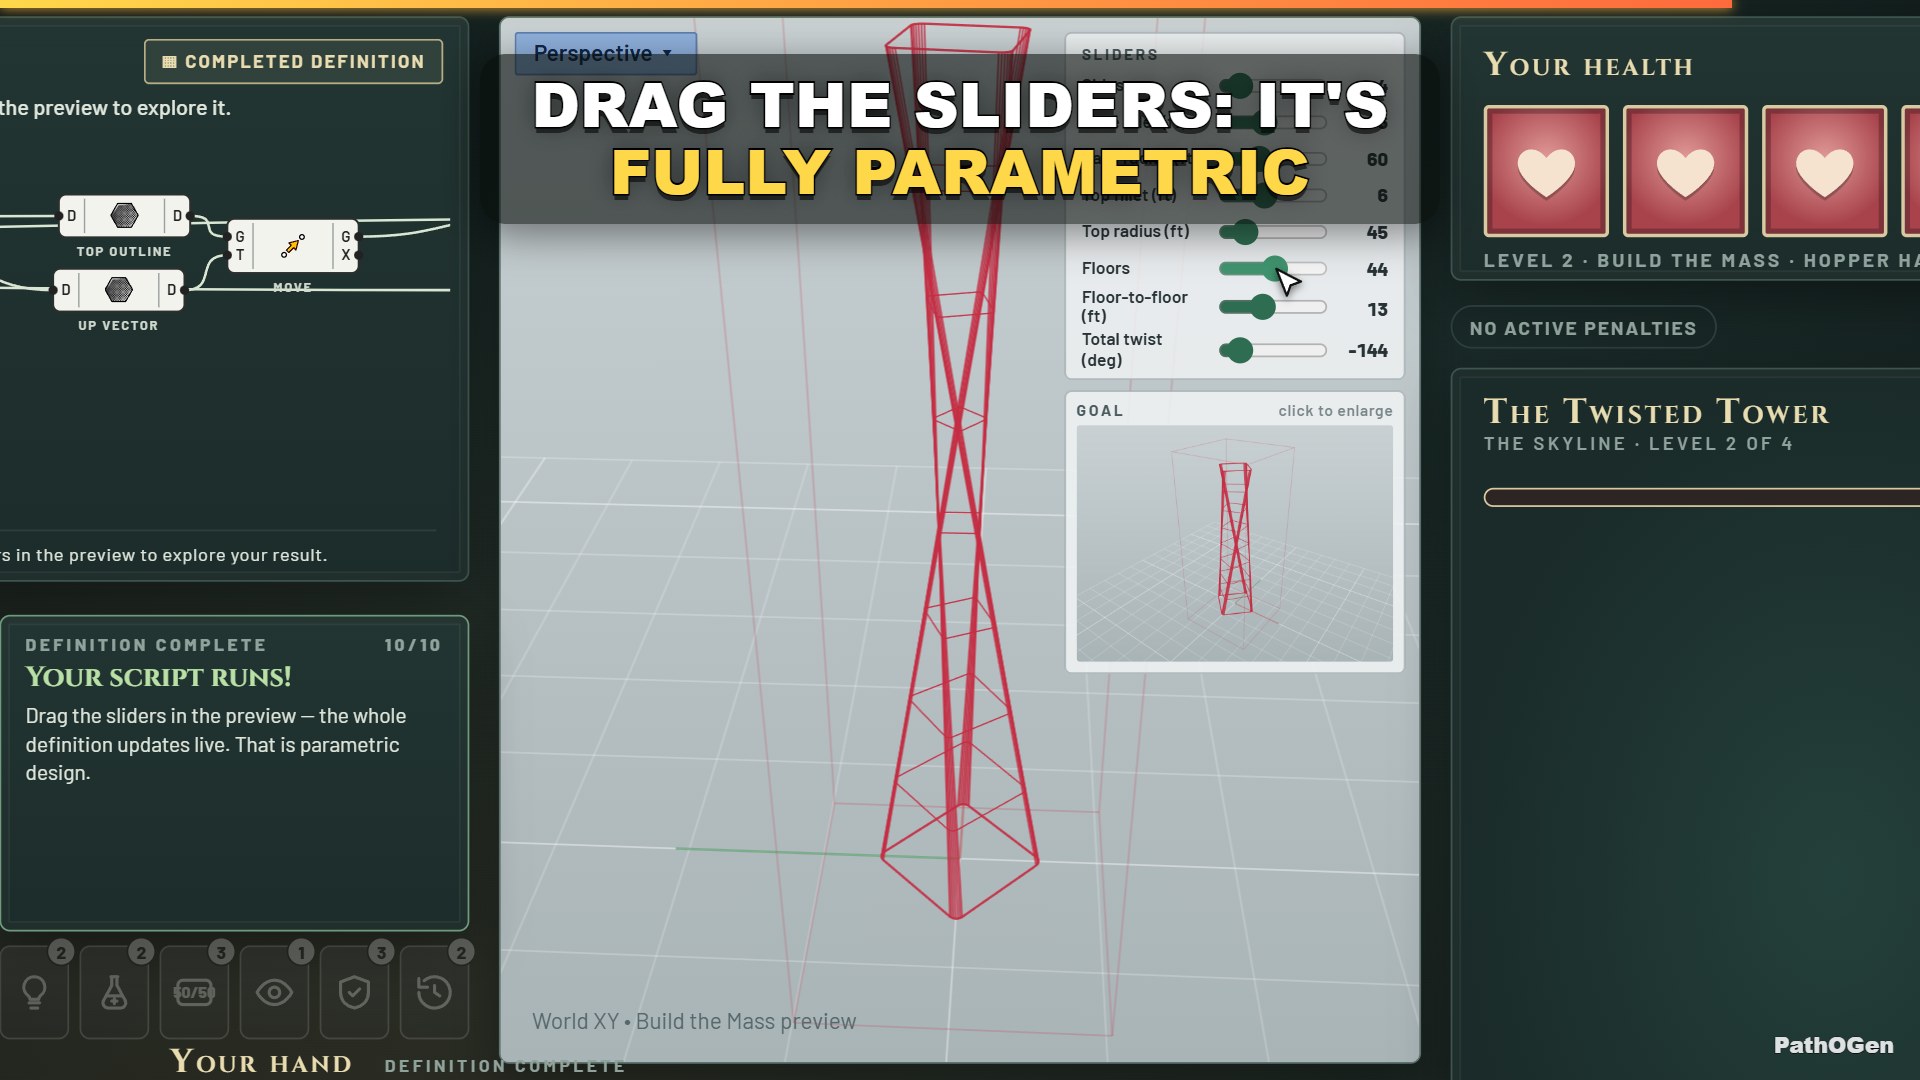 COMPLETED DEFINITION
the preview to explore it.
D D
TOP OUTLINE
G G
T X
MOVE
D D
UP VECTOR
s in the preview to explore your result.
DEFINITION COMPLETE 10/10
YOUR SCRIPT RUNS!
Drag the sliders in the preview — the whole
definition updates live. That is parametric
design.
2 2 3 1 3 2
50/50
YOUR HAND DEFINITION COMPLETE
Perspective
DRAG THE SLIDERS: IT'S
FULLY PARAMETRIC
SLIDERS
60
Top fillet (ft) 6
Top radius (ft) 45
Floors 44
Floor-to-floor
(ft) 13
Total twist
(deg) -144
GOAL click to enlarge
World XY • Build the Mass preview
YOUR HEALTH
LEVEL 2 · BUILD THE MASS · HOPPER HA
NO ACTIVE PENALTIES
THE TWISTED TOWER
THE SKYLINE · LEVEL 2 OF 4
PathOGen